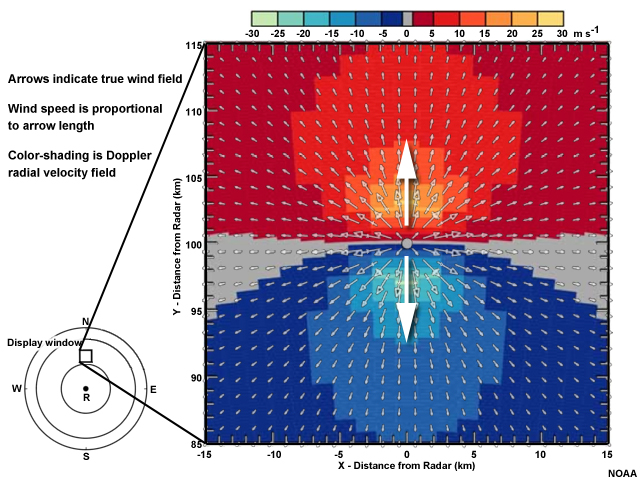 -30 -25 -20 -15 -10 -5 0 5 10 15 20 25 30 m s-1
Arrows indicate true wind field
Wind speed is proportional
to arrow length
Color-shading is Doppler
radial velocity field
115
110
105
100
95
90
85
Y - Distance from Radar (km)
-15 -10 -5 0 5 10 15
X - Distance from Radar (km)
Display window
N
W
R
E
S
NOAA